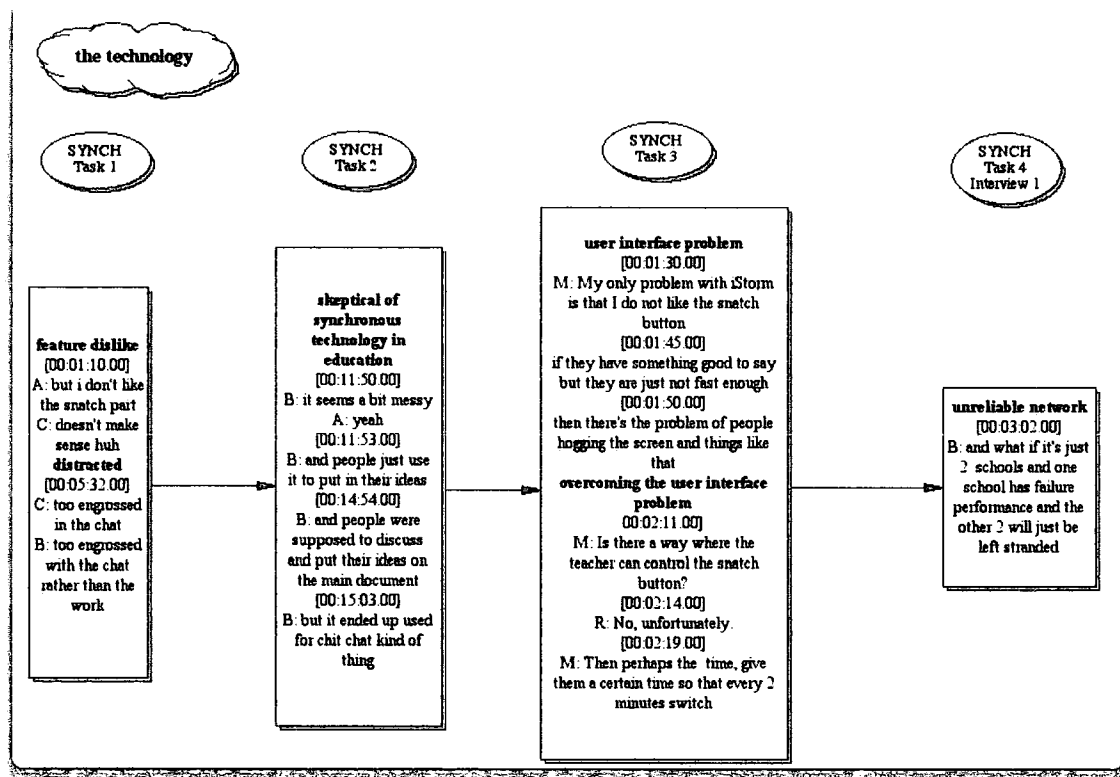 the technology
SYNCH
Task 1
SYNCH
Task 2
SYNCH
Task 3
SYNCH
Task 4
Interview 1
feature dislike
[00:01:10.00]
A: but i don't like
the snatch part
C: doesn't make
sense huh
distracted
[00:05:32.00]
C: too engrossed
in the chat
B: too engrossed
with the chat
rather than the
work
skeptical of
synchronous
technology in
education
[00:11:50.00]
B: it seems a bit messy
A: yeah
[00:11:53.00]
B: and people just use
it to put in their ideas
[00:14:54.00]
B: and people were
supposed to discuss
and put their ideas on
the main document
[00:15:03.00]
B: but it ended up used
for chit chat kind of
thing
user interface problem
[00:01:30.00]
M: My only problem with iStorm
is that I do not like the snatch
button
[00:01:45.00]
if they have something good to say
but they are just not fast enough
[00:01:50.00]
then there's the problem of people
hogging the screen and things like
that
overcoming the user interface
problem
00:02:11.00]
M: Is there a way where the
teacher can control the snatch
button?
[00:02:14.00]
R: No, unfortunately.
[00:02:19.00]
M: Then perhaps the time, give
them a certain time so that every 2
minutes switch
unreliable network
[00:03:02.00]
B: and what if it's just
2 schools and one
school has failure
performance and the
other 2 will just be
left stranded